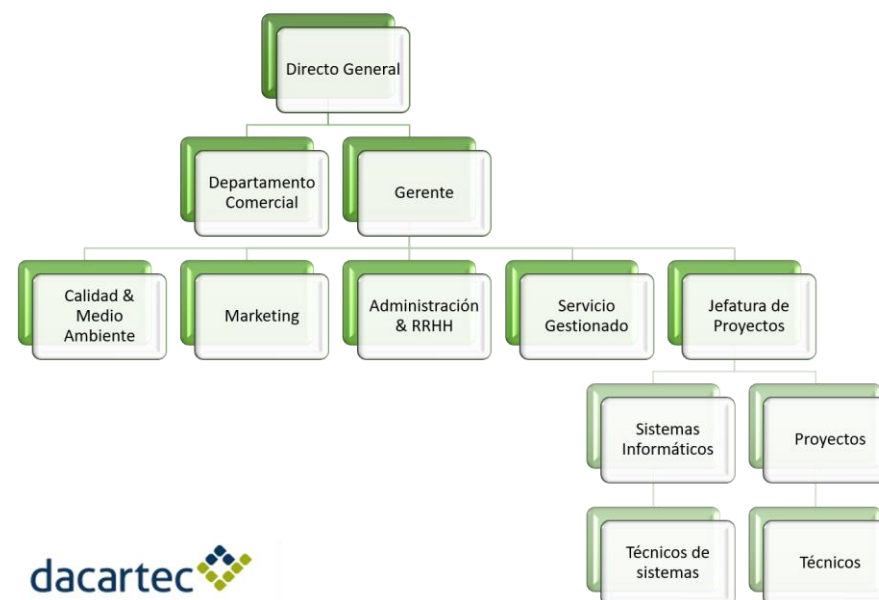 Directo General
Departamento
Comercial
Gerente
Calidad &
Medio
Ambiente
Marketing
Administración
& RRHH
Servicio
Gestionado
Jefatura de
Proyectos
Sistemas
Informáticos
Proyectos
Técnicos de
sistemas
Técnicos
dacartec